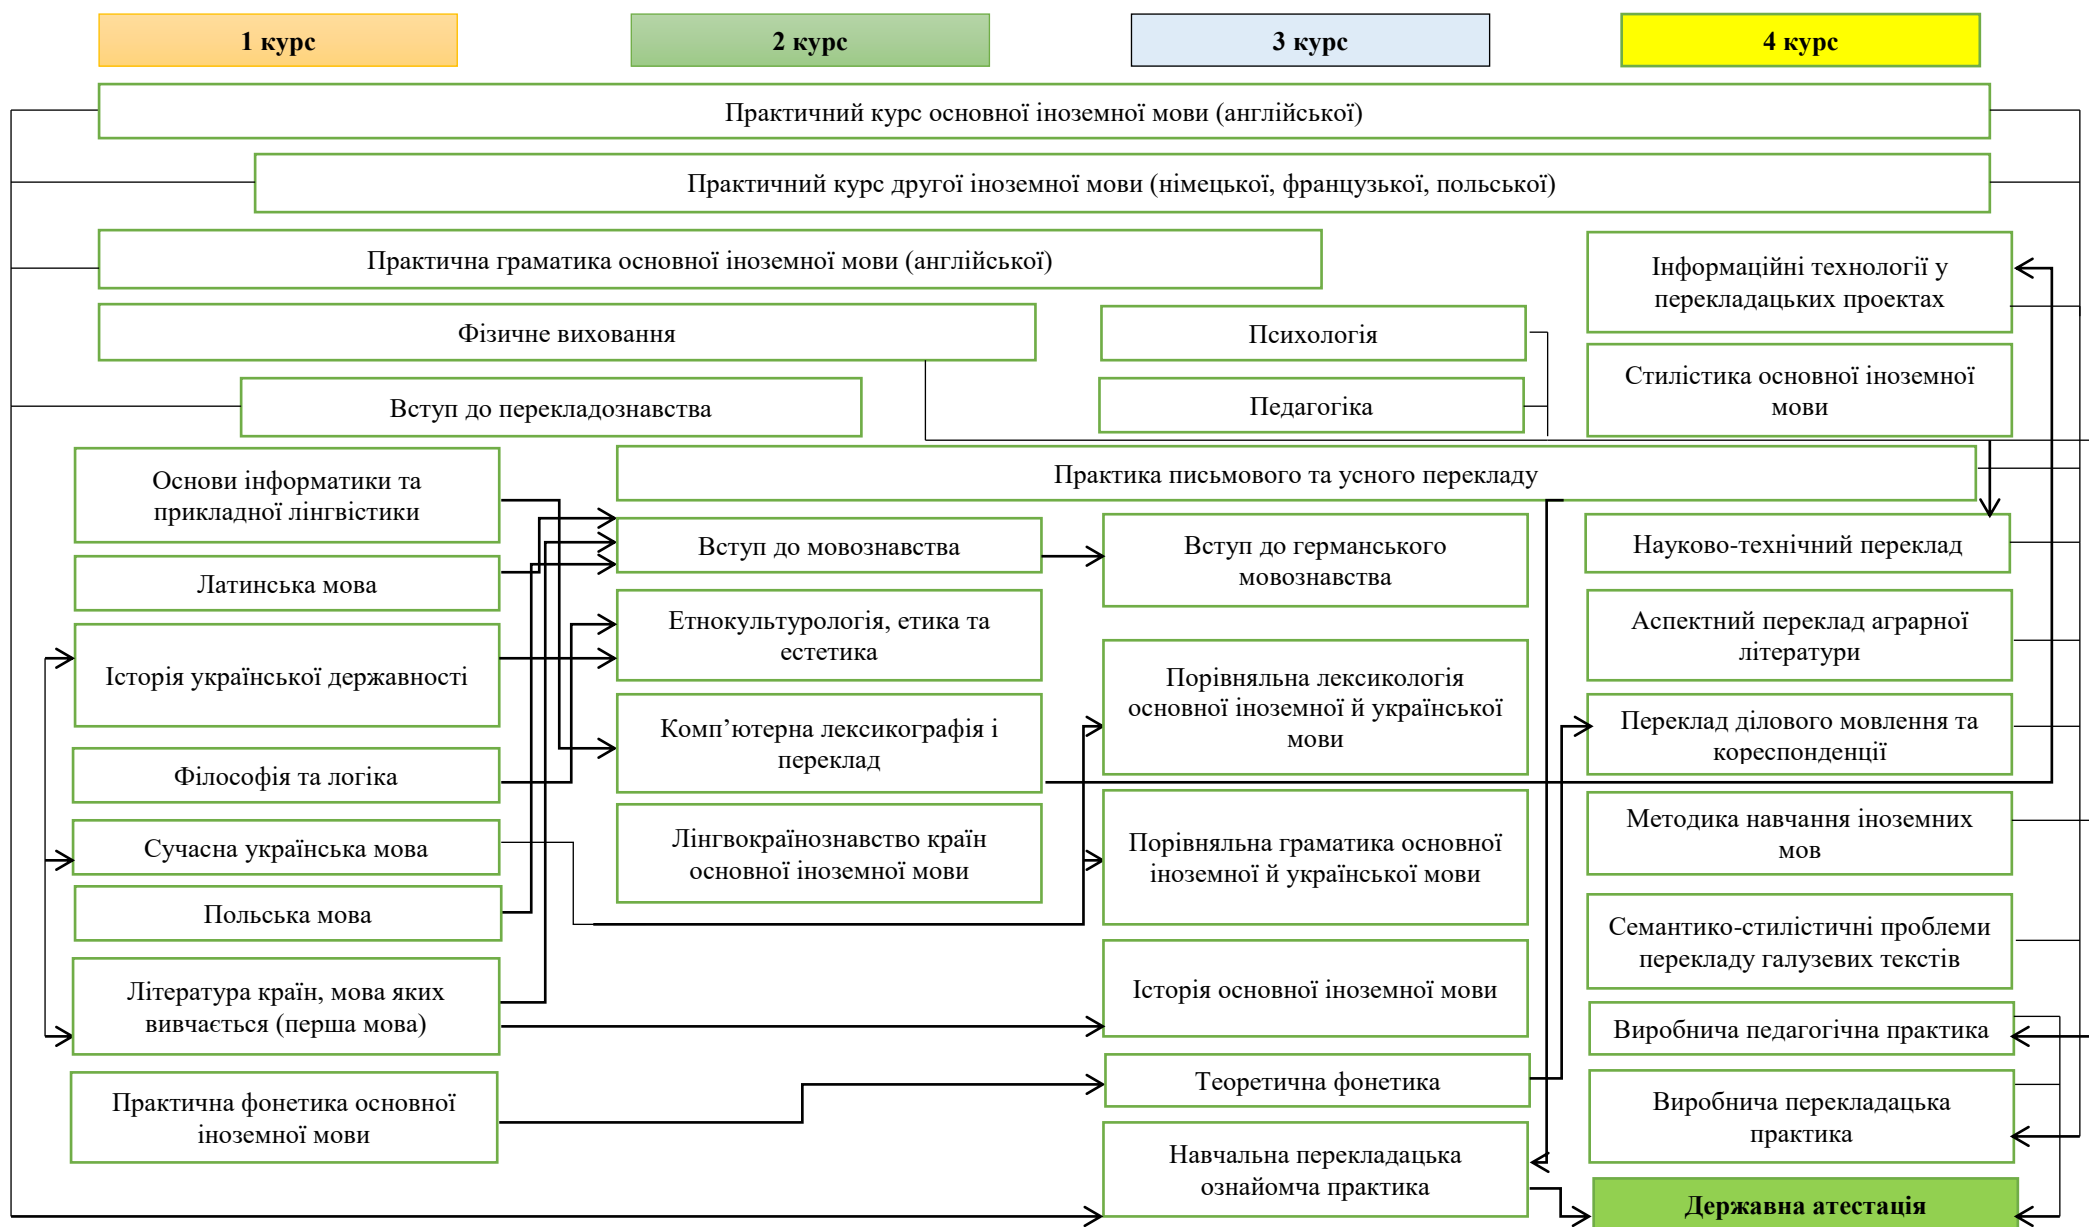 1 курс
2 курс
3 курс
4 курс
Практичний курс основної іноземної мови (англійської)
Практичний курс другої іноземної мови (німецької, французької, польської)
Практична граматика основної іноземної мови (англійської)
Інформаційні технології у
перекладацьких проектах
Фізичне виховання
Психологія
Стилістика основної іноземної
мови
Вступ до перекладознавства
Педагогіка
Основи інформатики та
прикладної лінгвістики
Практика письмового та усного перекладу
Латинська мова
Вступ до мовознавства
Вступ до германського
мовознавства
Науково-технічний переклад
Історія української державності
Етнокультурологія, етика та
естетика
Порівняльна лексикологія
основної іноземної й української
мови
Аспектний переклад аграрної
літератури
Філософія та логіка
Комп’ютерна лексикографія і
переклад
Переклад ділового мовлення та
кореспонденції
Сучасна українська мова
Лінгвокраїнознавство країн
основної іноземної мови
Порівняльна граматика основної
іноземної й української мови
Методика навчання іноземних
мов
Польська мова
Семантико-стилістичні проблеми
перекладу галузевих текстів
Література країн, мова яких
вивчається (перша мова)
Історія основної іноземної мови
Виробнича педагогічна практика
Практична фонетика основної
іноземної мови
Теоретична фонетика
Виробнича перекладацька
практика
Навчальна перекладацька
ознайомча практика
Державна атестація